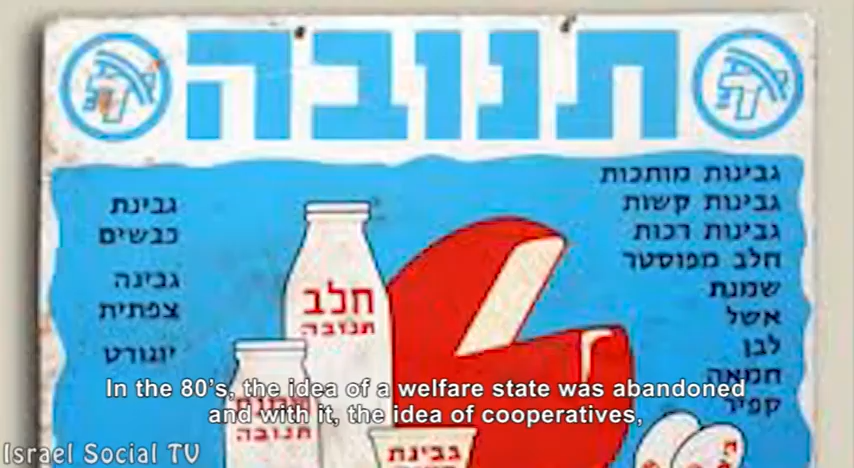 תנובה
גבינות מותכות
גבינות קשות
גבינות רכות
חלב מפוסטר
שמנת
אשל
לבן
חמאה
קפיר
גבינת
כבשים
גבינה
צפתית
יוגורט
חלב
תנובה
שמנת
תנובה
גבינת
In the 80's, the idea of a welfare state was abandoned
and with it, the idea of cooperatives,
Israel Social TV